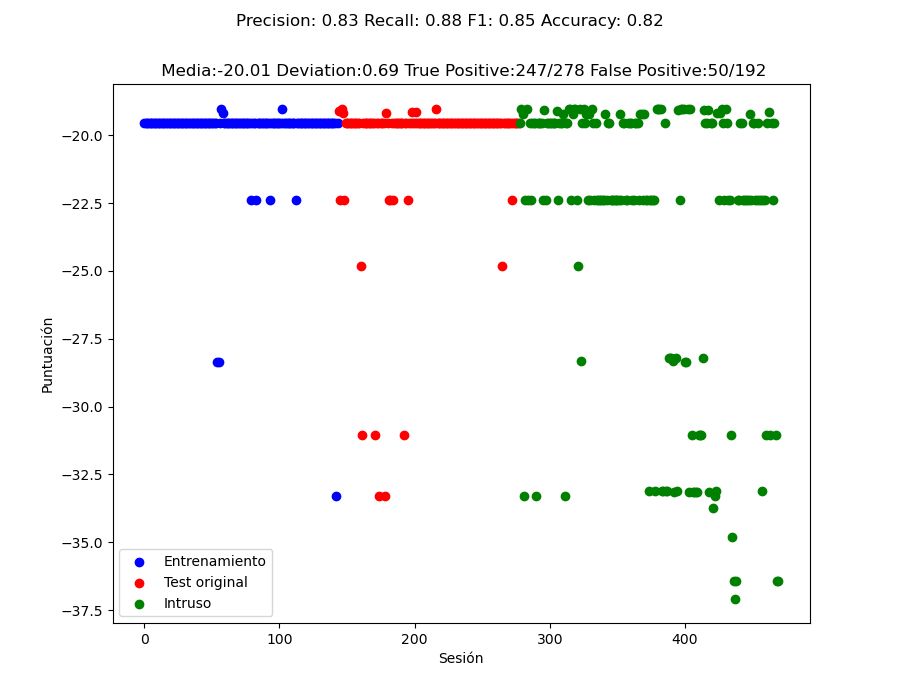 Precision: 0.83 Recall: 0.88 F1: 0.85 Accuracy: 0.82
Media:-20.01 Deviation:0.69 True Positive:247/278 False Positive:50/192
−20.0
−22.5
−25.0
−27.5
−30.0
−32.5
−35.0
−37.5
Puntuación
Entrenamiento
Test original
Intruso
0 100 200 300 400
Sesión